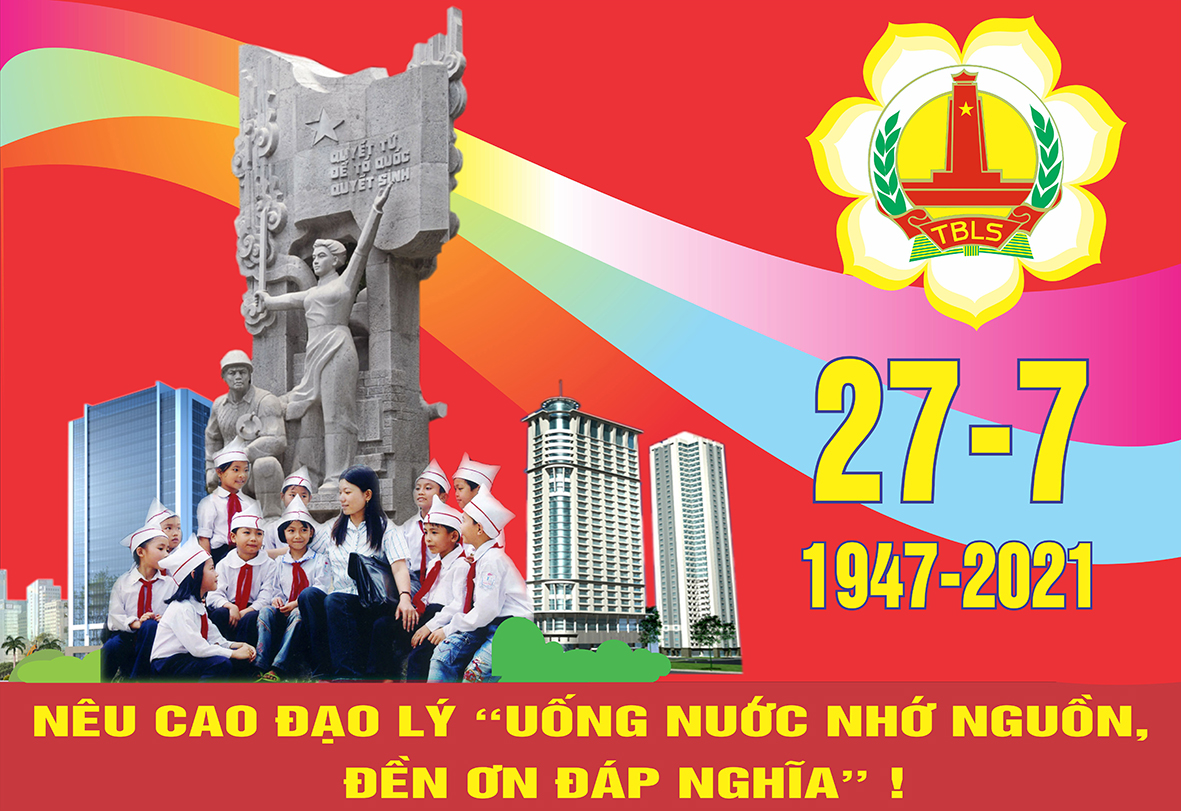 QUYẾT TỬ,
ĐỂ TỔ QUỐC
QUYẾT SINH
TBLS
27-7
1947-2021
NÊU CAO ĐẠO LÝ “UỐNG NƯỚC NHỚ NGUỒN,
ĐỀN ƠN ĐÁP NGHĨA” !